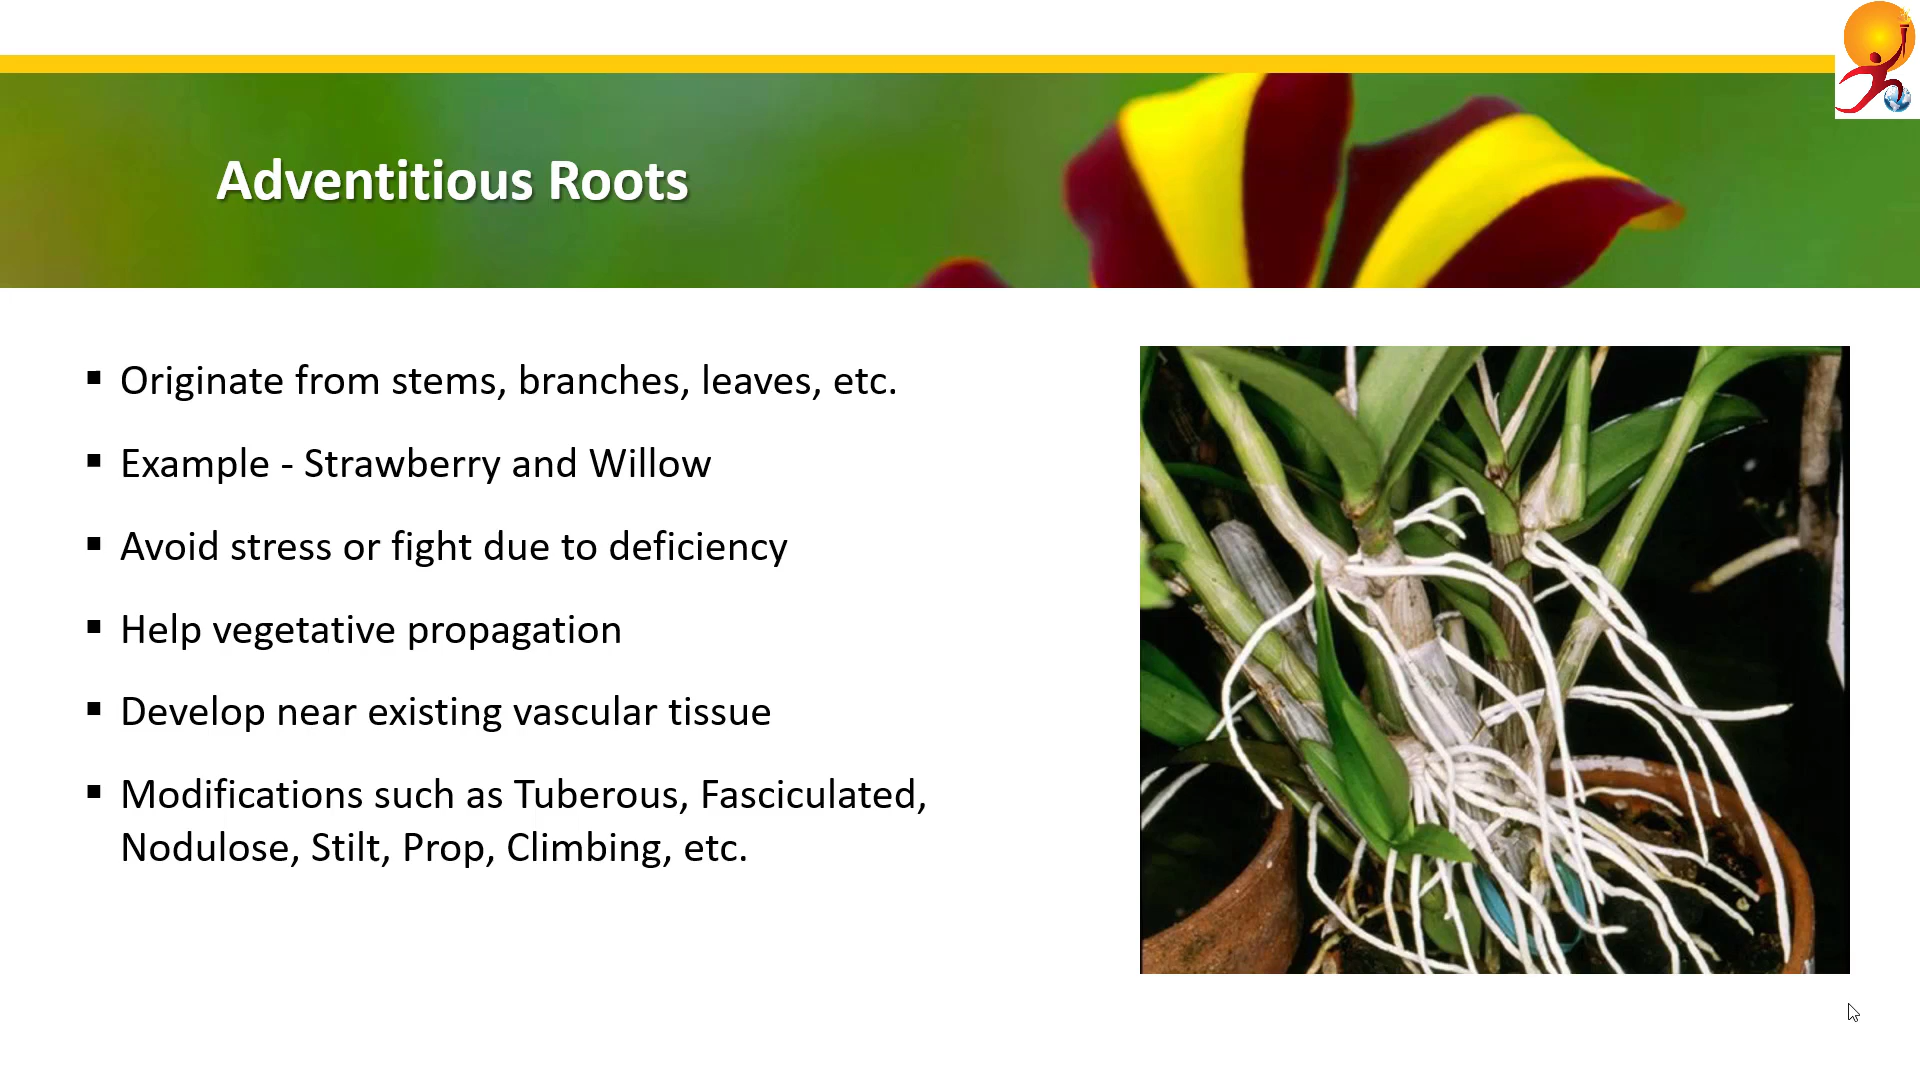 Adventitious Roots
▪ Originate from stems, branches, leaves, etc.
▪ Example - Strawberry and Willow
▪ Avoid stress or fight due to deficiency
▪ Help vegetative propagation
▪ Develop near existing vascular tissue
▪ Modifications such as Tuberous, Fasciculated,
Nodulose, Stilt, Prop, Climbing, etc.